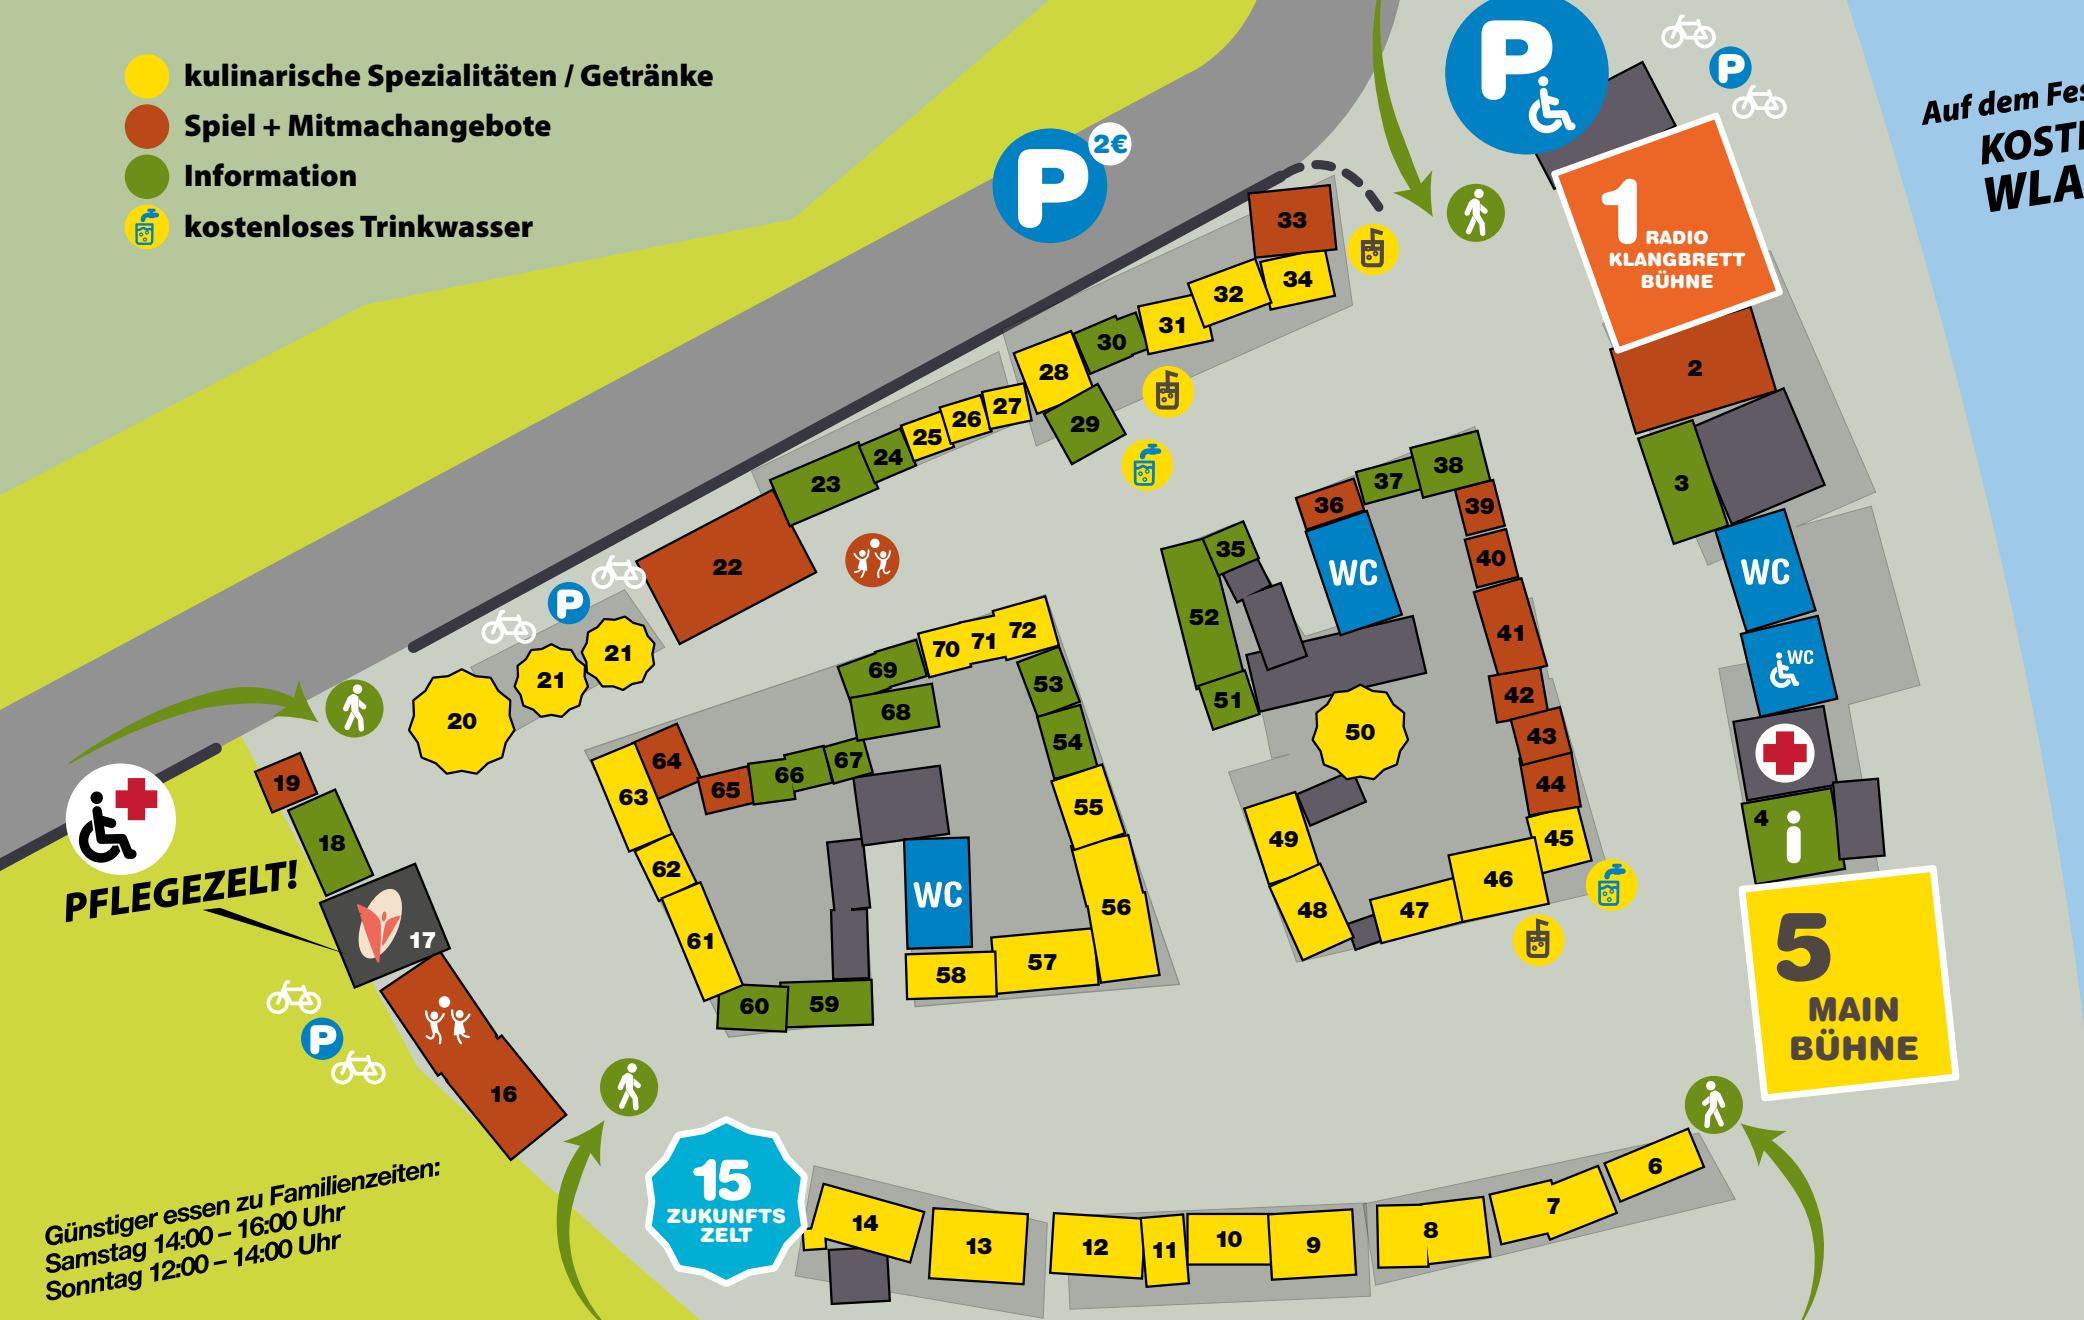 kulinarische Spezialitäten / Getränke
Spiel + Mitmachangebote
Information
kostenloses Trinkwasser
P
2€
P
P
Auf dem Fes
KOSTE
WLA
1
RADIO
KLANGBRETT
BÜHNE
33
34
32
31
30
28
29
27
26
25
24
23
22
P
21
21
20
2
3
WC
WC
4
i
5
MAIN
BÜHNE
38
37
36
WC
39
40
41
42
43
44
45
46
47
48
49
50
35
52
51
72
71
70
69
68
67
66
65
64
63
62
61
60
59
58
57
56
55
54
53
WC
19
18
PFLEGEZELT!
17
P
16
Günstiger essen zu Familienzeiten:
Samstag 14:00 – 16:00 Uhr
Sonntag 12:00 – 14:00 Uhr
15
ZUKUNFTS
ZELT
14
13
12
11
10
9
8
7
6